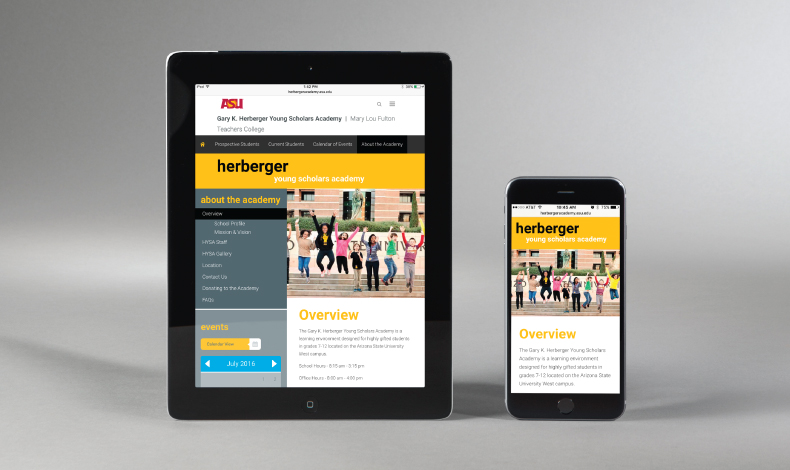 iPad
1:42 PM
herbergeracademy.asu.edu
ASU
Gary K. Herberger Young Scholars Academy | Mary Lou Fulton
Teachers College
Prospective Students Current Students Calendar of Events About the Academy
herberger
young scholars academy
about the academy
Overview
School Profile
Mission & Vision
HYSA Staff
HYSA Gallery
Location
Contact Us
Donating to the Academy
FAQs
events
Calendar View
July 2016
Overview
The Gary K. Herberger Young Scholars Academy is a
learning environment designed for highly gifted students
in grades 7-12 located on the Arizona State University
West campus.
School Hours - 8:15 am - 3:15 pm
Office Hours - 8:00 am - 4:00 pm
AT&T 10:45 AM 75%
herbergeracademy.asu.edu
herberger
young scholars academy
Overview
The Gary K. Herberger Young Scholars
Academy is a learning environment
designed for highly gifted students in
grades 7-12 located on the Arizona State
University West campus.